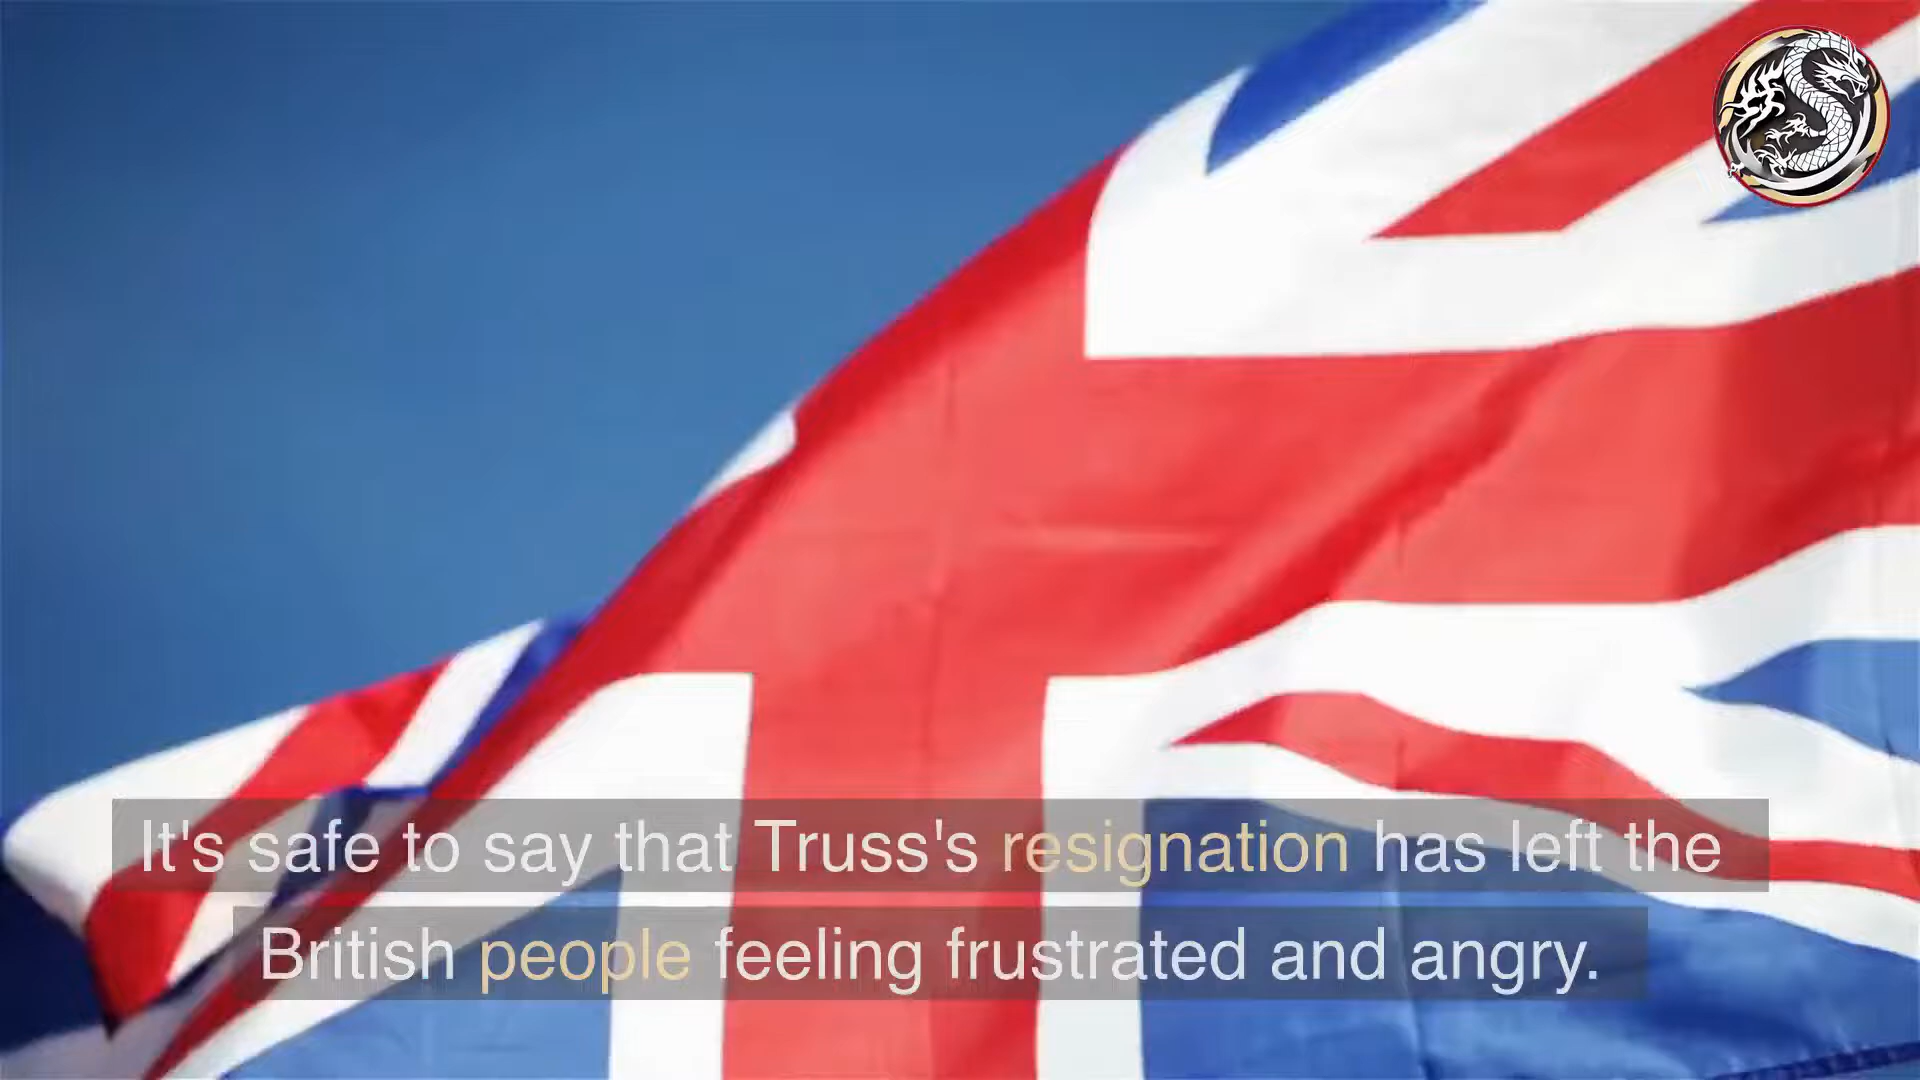 It's safe to say that Truss's resignation has left the
British people feeling frustrated and angry.